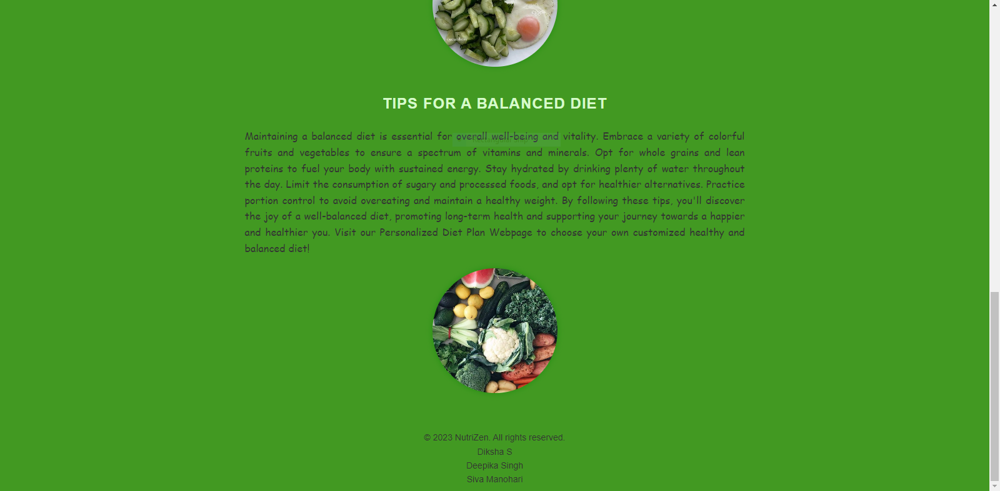 eggs
cucumbers
TIPS FOR A BALANCED DIET
Maintaining a balanced diet is essential for overall well-being and vitality. Embrace a variety of colorful
fruits and vegetables to ensure a spectrum of vitamins and minerals. Opt for whole grains and lean
proteins to fuel your body with sustained energy. Stay hydrated by drinking plenty of water throughout
the day. Limit the consumption of sugary and processed foods, and opt for healthier alternatives. Practice
portion control to avoid overeating and maintain a healthy weight. By following these tips, you'll discover
the joy of a well-balanced diet, promoting long-term health and supporting your journey towards a happier
and healthier you. Visit our Personalized Diet Plan Webpage to choose your own customized healthy and
balanced diet!
Rectangular Snip
© 2023 NutriZen. All rights reserved.
Diksha S
Deepika Singh
Siva Manohari